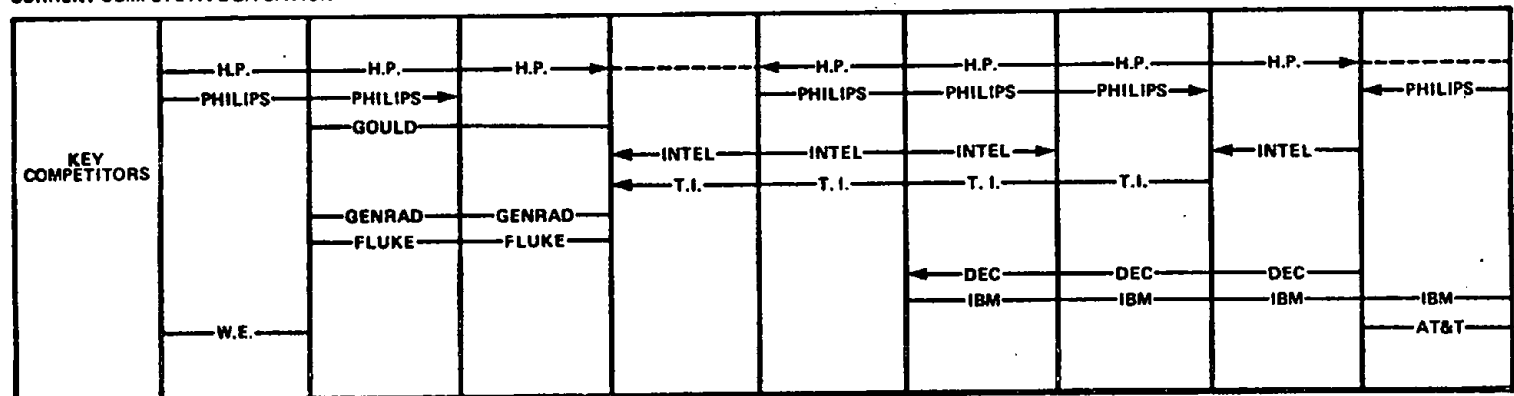 H.P. H.P. H.P. H.P. H.P. H.P. H.P.
PHILIPS PHILIPS PHILIPS PHILIPS PHILIPS PHILIPS
GOULD
INTEL INTEL INTEL INTEL
KEY
COMPETITORS
T.I. T.I. T.I. T.I.
GENRAD GENRAD
FLUKE FLUKE
DEC DEC DEC
IBM IBM IBM IBM
W.E. AT&T